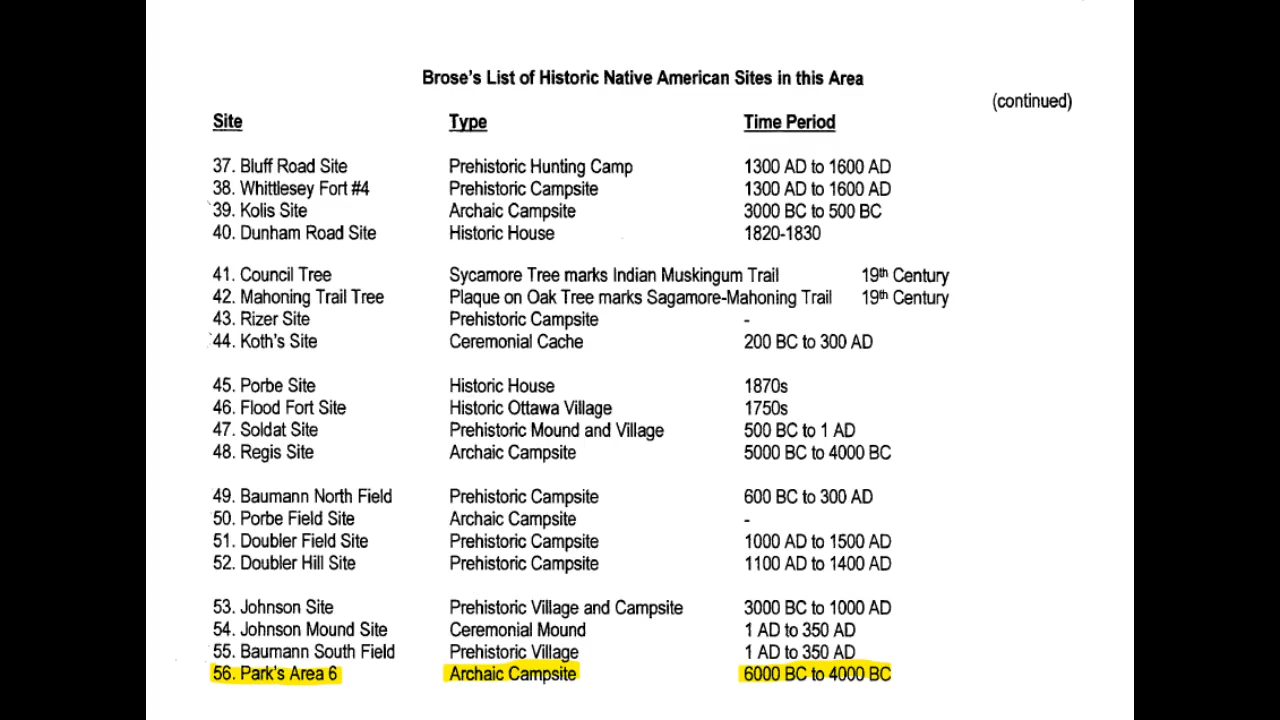 Brose's List of Historic Native American Sites in this Area
(continued)
Site Type Time Period
37. Bluff Road Site Prehistoric Hunting Camp 1300 AD to 1600 AD
38. Whittlesey Fort #4 Prehistoric Campsite 1300 AD to 1600 AD
39. Kolis Site Archaic Campsite 3000 BC to 500 BC
40. Dunham Road Site Historic House 1820-1830
41. Council Tree Sycamore Tree marks Indian Muskingum Trail 19th Century
42. Mahoning Trail Tree Plaque on Oak Tree marks Sagamore-Mahoning Trail 19th Century
43. Rizer Site Prehistoric Campsite -
44. Koth's Site Ceremonial Cache 200 BC to 300 AD
45. Porbe Site Historic House 1870s
46. Flood Fort Site Historic Ottawa Village 1750s
47. Soldat Site Prehistoric Mound and Village 500 BC to 1 AD
48. Regis Site Archaic Campsite 5000 BC to 4000 BC
49. Baumann North Field Prehistoric Campsite 600 BC to 300 AD
50. Porbe Field Site Archaic Campsite -
51. Doubler Field Site Prehistoric Campsite 1000 AD to 1500 AD
52. Doubler Hill Site Prehistoric Campsite 1100 AD to 1400 AD
53. Johnson Site Prehistoric Village and Campsite 3000 BC to 1000 AD
54. Johnson Mound Site Ceremonial Mound 1 AD to 350 AD
55. Baumann South Field Prehistoric Village 1 AD to 350 AD
56. Park's Area 6 Archaic Campsite 6000 BC to 4000 BC